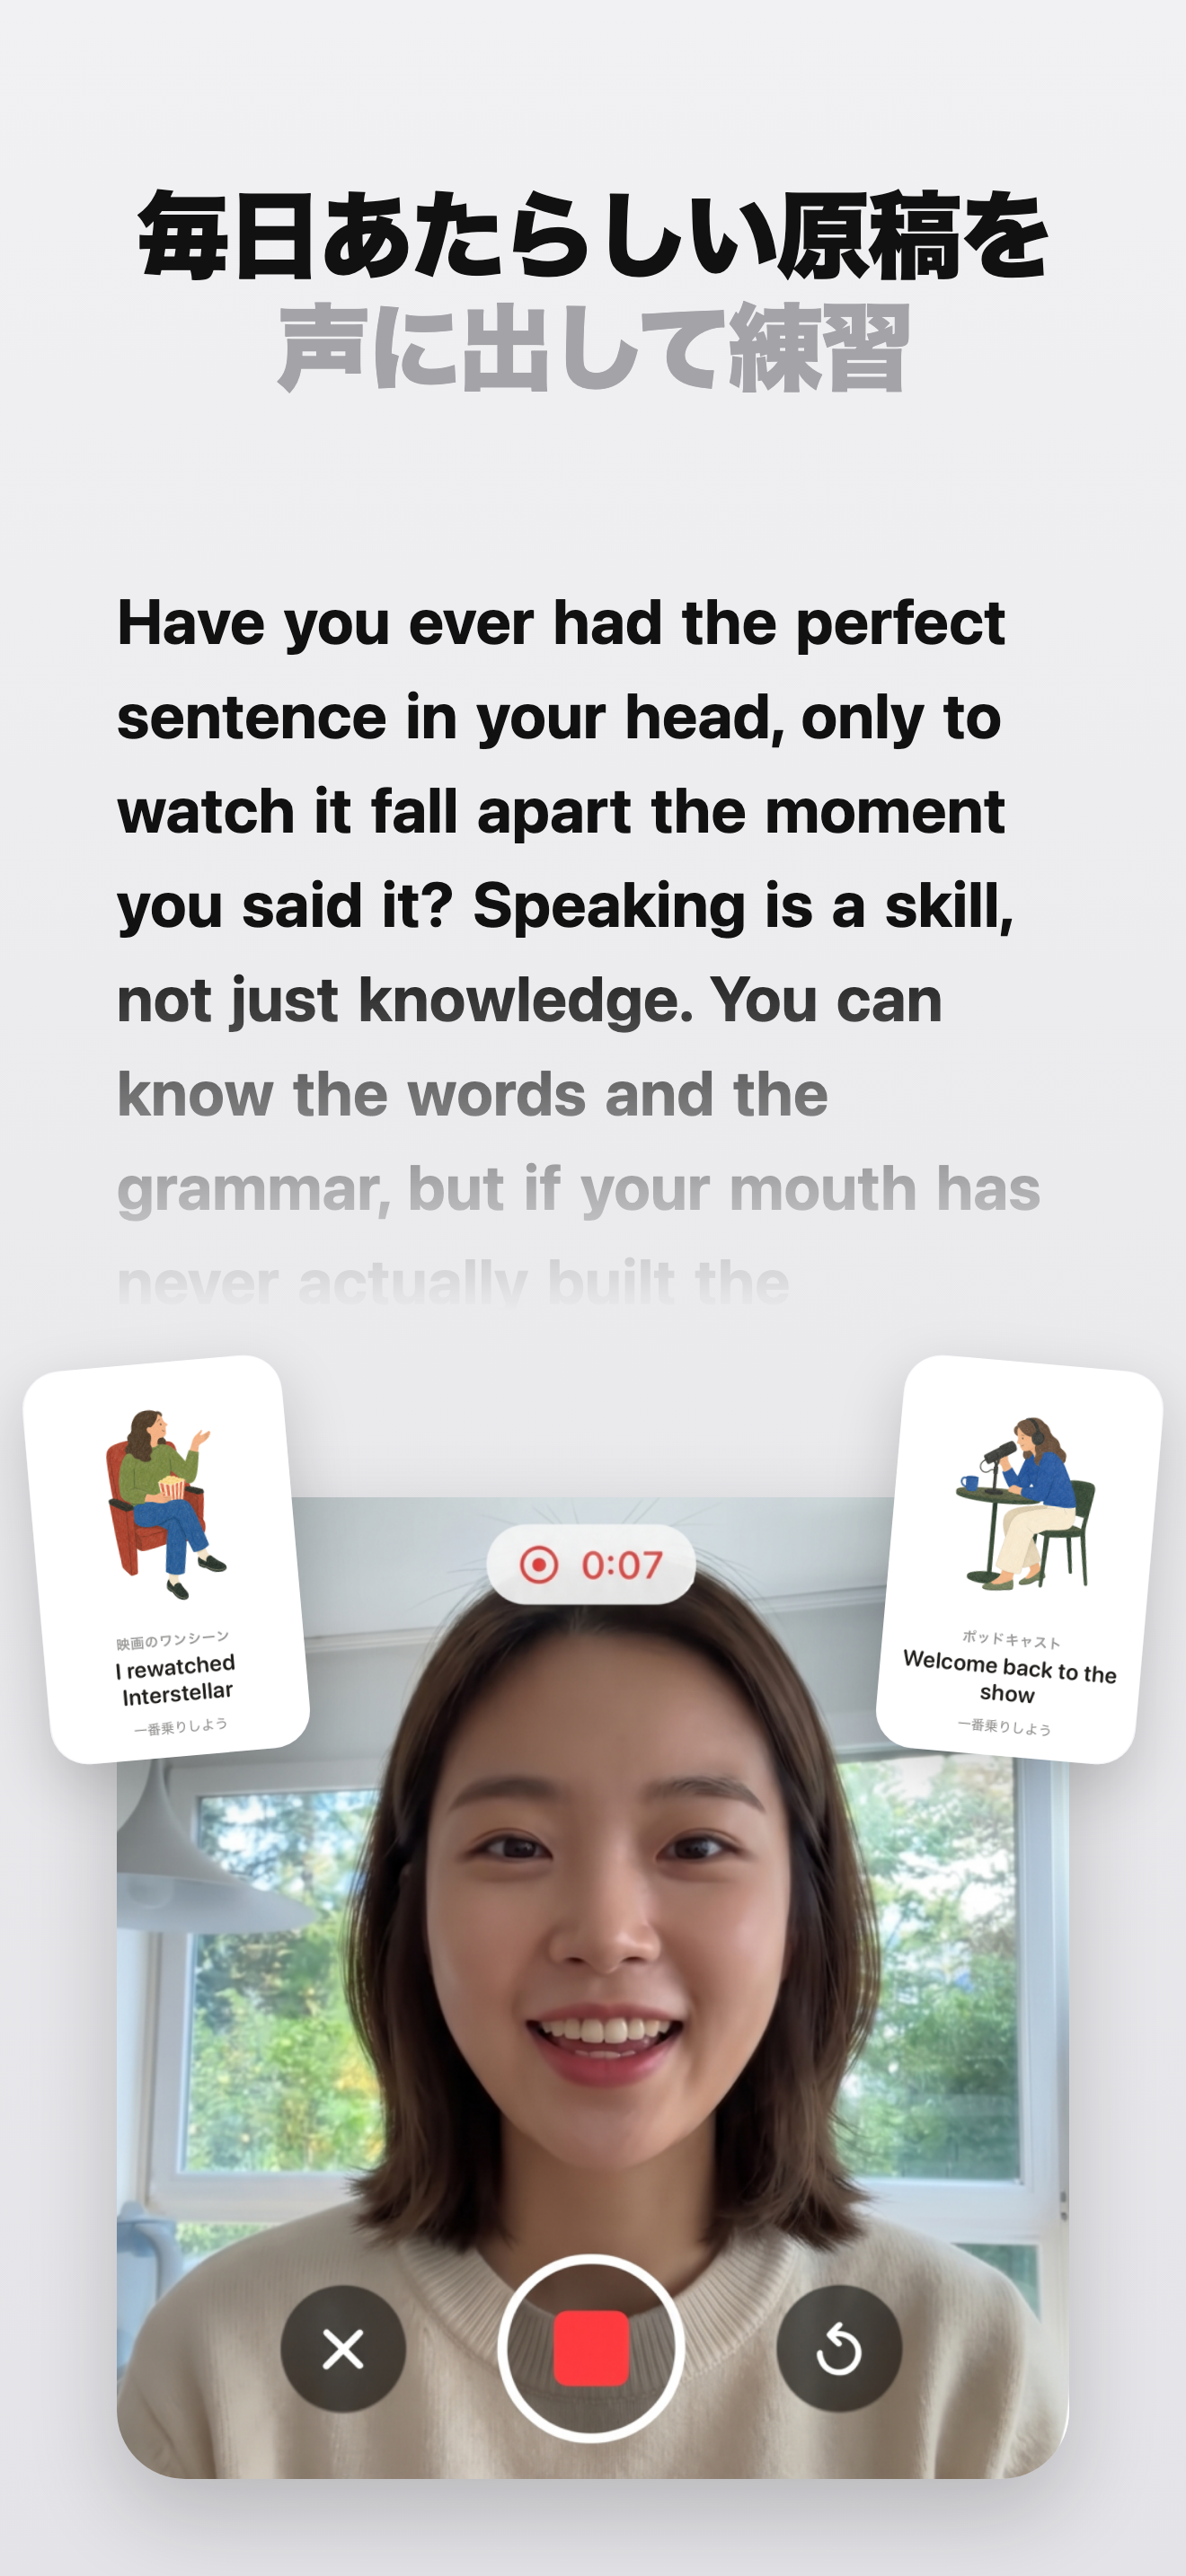 毎日あたらしい原稿を
声に出して練習
Have you ever had the perfect
sentence in your head, only to
watch it fall apart the moment
you said it? Speaking is a skill,
not just knowledge. You can
know the words and the
grammar, but if your mouth has
never actually built the
0:07
映画のワンシーン
I rewatched
Interstellar
一番乗りしよう
ポッドキャスト
Welcome back to the
show
一番乗りしよう